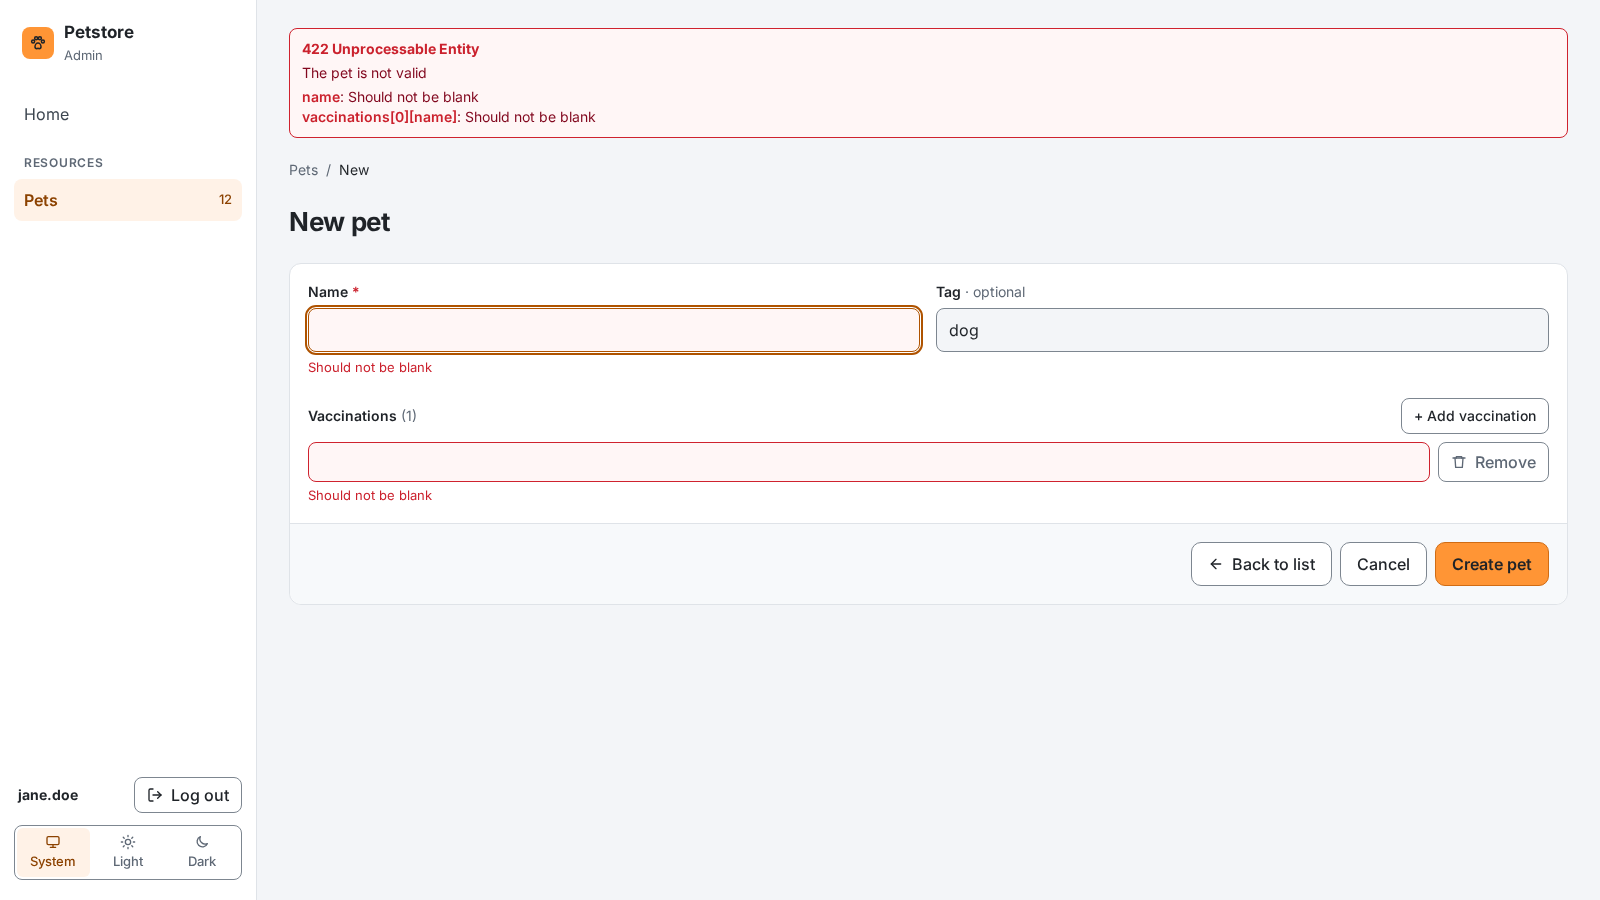 Petstore
Admin
Home
RESOURCES
Pets 12
jane.doe
Log out
System
Light
Dark
422 Unprocessable Entity
The pet is not valid
name: Should not be blank
vaccinations[0][name]: Should not be blank
Pets / New
New pet
Name *
Should not be blank
Tag · optional
dog
Vaccinations (1)
+ Add vaccination
Remove
Should not be blank
Back to list
Cancel
Create pet